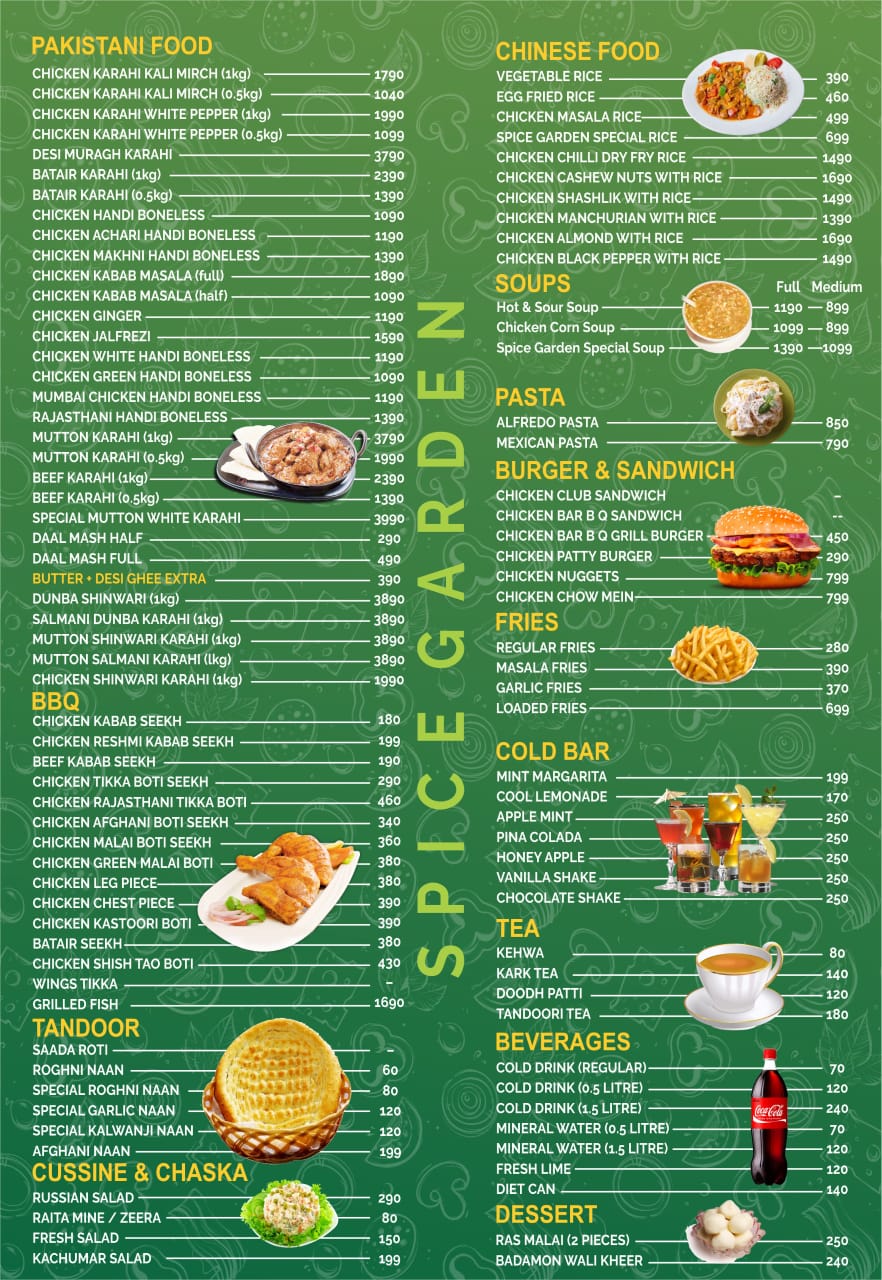 PAKISTANI FOOD
CHICKEN KARAHI KALI MIRCH (1kg) 1790
CHICKEN KARAHI KALI MIRCH (0.5kg) 1040
CHICKEN KARAHI WHITE PEPPER (1kg) 1990
CHICKEN KARAHI WHITE PEPPER (0.5kg) 1099
DESI MURAGH KARAHI 3790
BATAIR KARAHI (1kg) 2390
BATAIR KARAHI (0.5kg) 1390
CHICKEN HANDI BONELESS 1090
CHICKEN ACHARI HANDI BONELESS 1190
CHICKEN MAKHNI HANDI BONELESS 1390
CHICKEN KABAB MASALA (full) 1890
CHICKEN KABAB MASALA (half) 1090
CHICKEN GINGER 1190
CHICKEN JALFREZI 1590
CHICKEN WHITE HANDI BONELESS 1190
CHICKEN GREEN HANDI BONELESS 1090
MUMBAI CHICKEN HANDI BONELESS 1190
RAJASTHANI HANDI BONELESS 1390
MUTTON KARAHI (1kg) 3790
MUTTON KARAHI (0.5kg) 1990
BEEF KARAHI (1kg) 2390
BEEF KARAHI (0.5kg) 1390
SPECIAL MUTTON WHITE KARAHI 3990
DAAL MASH HALF 290
DAAL MASH FULL 490
BUTTER + DESI GHEE EXTRA 390
DUNBA SHINWARI (1kg) 3890
SALMANI DUNBA KARAHI (1kg) 3890
MUTTON SHINWARI KARAHI (1kg) 3890
MUTTON SALMANI KARAHI (lkg) 3890
CHICKEN SHINWARI KARAHI (1kg) 1990
BBQ
CHICKEN KABAB SEEKH 180
CHICKEN RESHMI KABAB SEEKH 199
BEEF KABAB SEEKH 190
CHICKEN TIKKA BOTI SEEKH 290
CHICKEN RAJASTHANI TIKKA BOTI 460
CHICKEN AFGHANI BOTI SEEKH 340
CHICKEN MALAI BOTI SEEKH 360
CHICKEN GREEN MALAI BOTI 380
CHICKEN LEG PIECE 380
CHICKEN CHEST PIECE 390
CHICKEN KASTOORI BOTI 390
BATAIR SEEKH 380
CHICKEN SHISH TAO BOTI 430
WINGS TIKKA –
GRILLED FISH 1690
TANDOOR
SAADA ROTI –
ROGHNI NAAN 60
SPECIAL ROGHNI NAAN 80
SPECIAL GARLIC NAAN 120
SPECIAL KALWANJI NAAN 120
AFGHANI NAAN 199
CUSSINE & CHASKA
RUSSIAN SALAD 290
RAITA MINE / ZEERA 80
FRESH SALAD 150
KACHUMAR SALAD 199
SPICE GARDEN
CHINESE FOOD
VEGETABLE RICE 390
EGG FRIED RICE 460
CHICKEN MASALA RICE 499
SPICE GARDEN SPECIAL RICE 699
CHICKEN CHILLI DRY FRY RICE 1490
CHICKEN CASHEW NUTS WITH RICE 1690
CHICKEN SHASHLIK WITH RICE 1490
CHICKEN MANCHURIAN WITH RICE 1390
CHICKEN ALMOND WITH RICE 1690
CHICKEN BLACK PEPPER WITH RICE 1490
SOUPS Full Medium
Hot & Sour Soup 1190 899
Chicken Corn Soup 1099 899
Spice Garden Special Soup 1390 1099
PASTA
ALFREDO PASTA 850
MEXICAN PASTA 790
BURGER & SANDWICH
CHICKEN CLUB SANDWICH –
CHICKEN BAR B Q SANDWICH --
CHICKEN BAR B Q GRILL BURGER 450
CHICKEN PATTY BURGER 290
CHICKEN NUGGETS 799
CHICKEN CHOW MEIN 799
FRIES
REGULAR FRIES 280
MASALA FRIES 390
GARLIC FRIES 370
LOADED FRIES 699
COLD BAR
MINT MARGARITA 199
COOL LEMONADE 170
APPLE MINT 250
PINA COLADA 250
HONEY APPLE 250
VANILLA SHAKE 250
CHOCOLATE SHAKE 250
TEA
KEHWA 80
KARK TEA 140
DOODH PATTI 120
TANDOORI TEA 180
BEVERAGES
COLD DRINK (REGULAR) 70
COLD DRINK (0.5 LITRE) 120
COLD DRINK (1.5 LITRE) 240
MINERAL WATER (0.5 LITRE) 70
MINERAL WATER (1.5 LITRE) 120
FRESH LIME 120
DIET CAN 140
Coca-Cola
DESSERT
RAS MALAI (2 PIECES) 250
BADAMON WALI KHEER 240